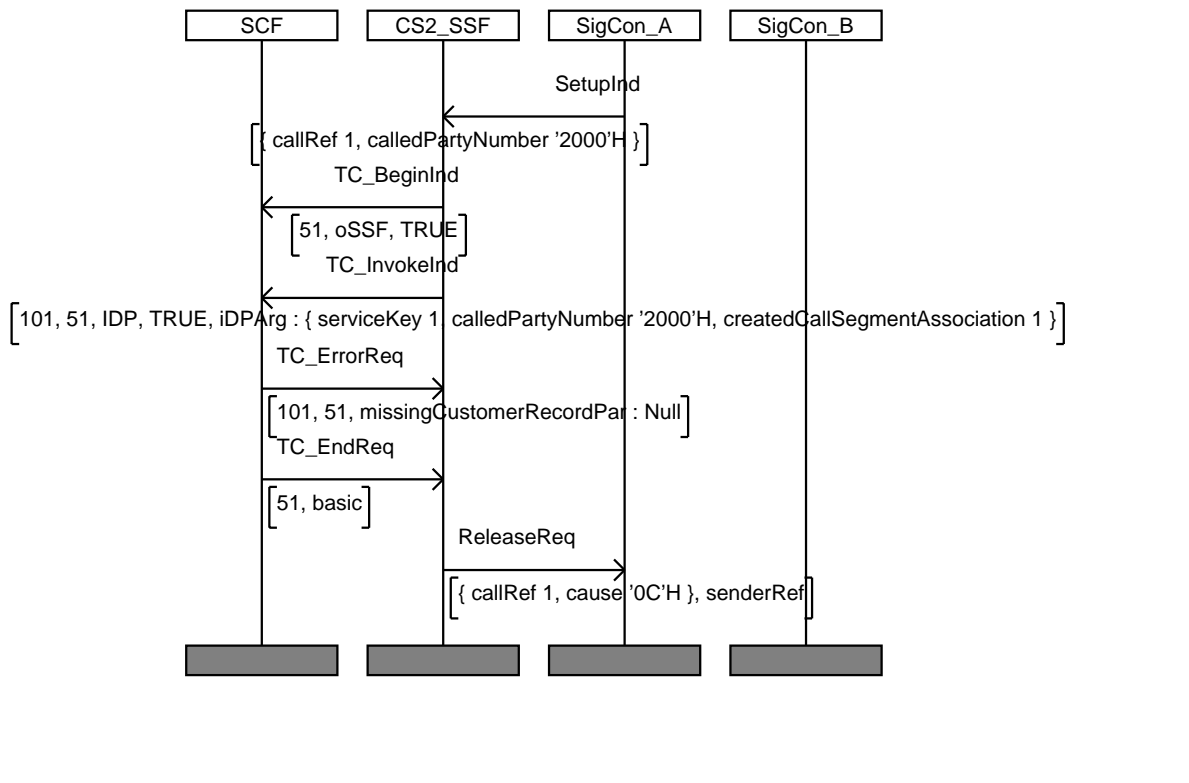 SCF
CS2_SSF
SigCon_A
SigCon_B
SetupInd
{ callRef 1, calledPartyNumber ’2000’H }
TC_BeginInd
51, oSSF, TRUE
TC_InvokeInd
101, 51, IDP, TRUE, iDPArg : { serviceKey 1, calledPartyNumber ’2000’H, createdCallSegmentAssociation 1 }
TC_ErrorReq
101, 51, missingCustomerRecordPar : Null
TC_EndReq
51, basic
ReleaseReq
{ callRef 1, cause ’0C’H }, senderRef